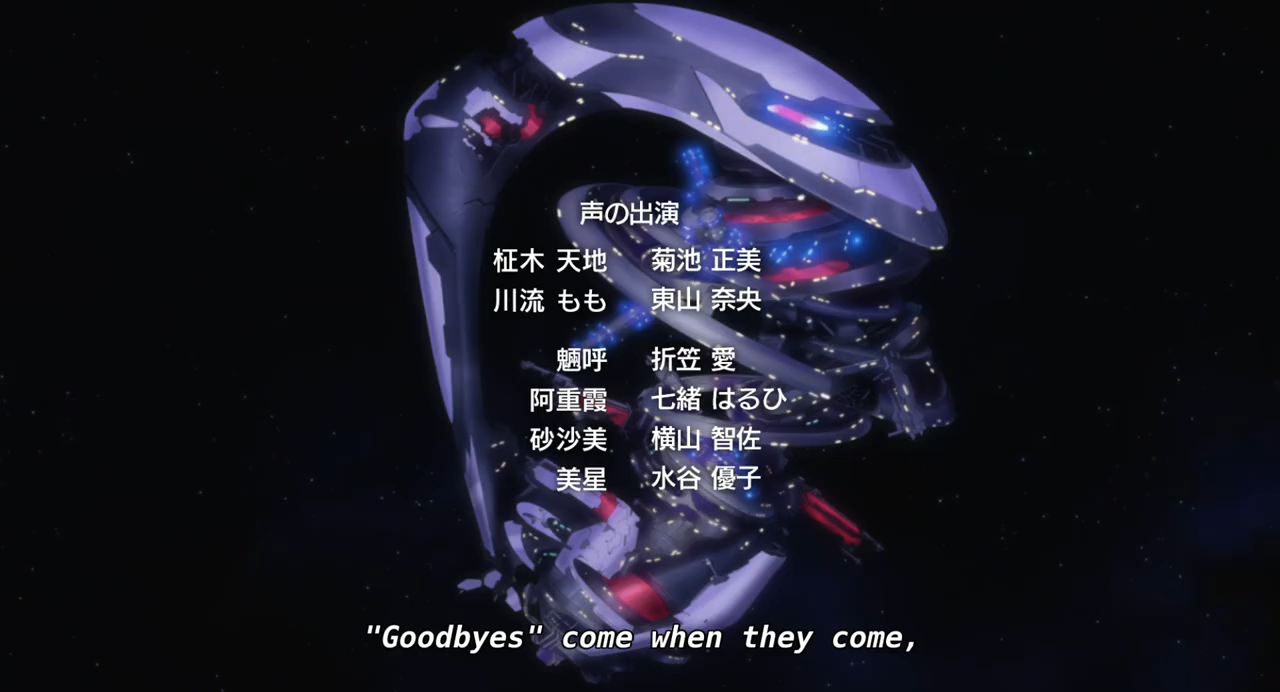 声の出演
柾木 天地 菊池 正美
川流 もも 東山 奈央
魎呼 折笠 愛
阿重霞 七緒 はるひ
砂沙美 横山 智佐
美星 水谷 優子
"Goodbyes" come when they come,